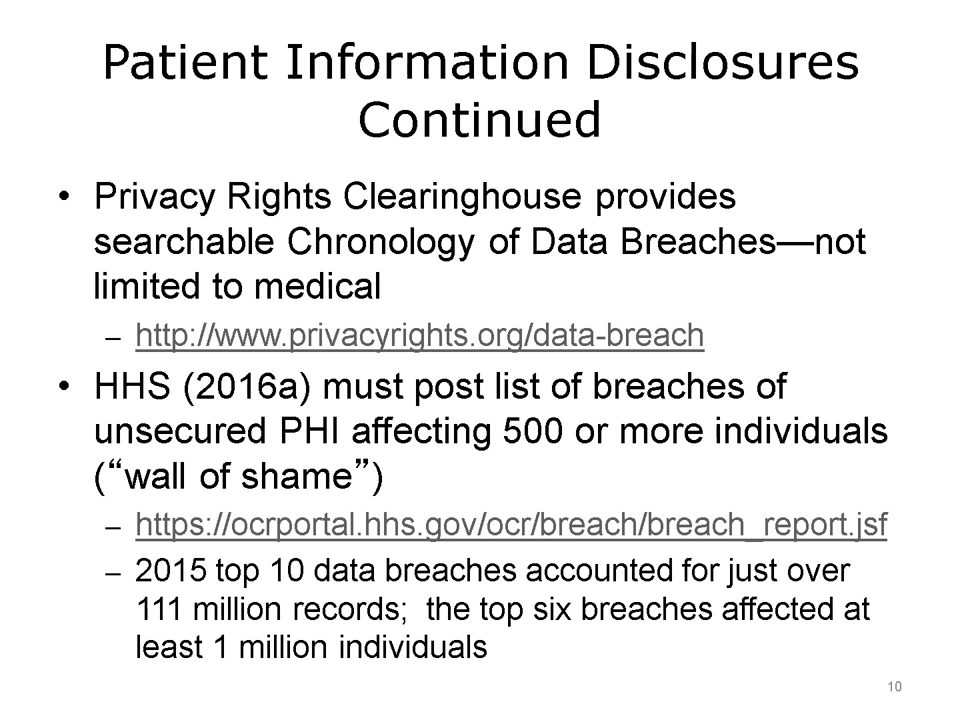 Patient Information Disclosures
Continued
• Privacy Rights Clearinghouse provides
searchable Chronology of Data Breaches—not
limited to medical
– http://www.privacyrights.org/data-breach
• HHS (2016a) must post list of breaches of
unsecured PHI affecting 500 or more individuals
(“wall of shame”)
– https://ocrportal.hhs.gov/ocr/breach/breach_report.jsf
– 2015 top 10 data breaches accounted for just over
111 million records;  the top six breaches affected at
least 1 million individuals
10